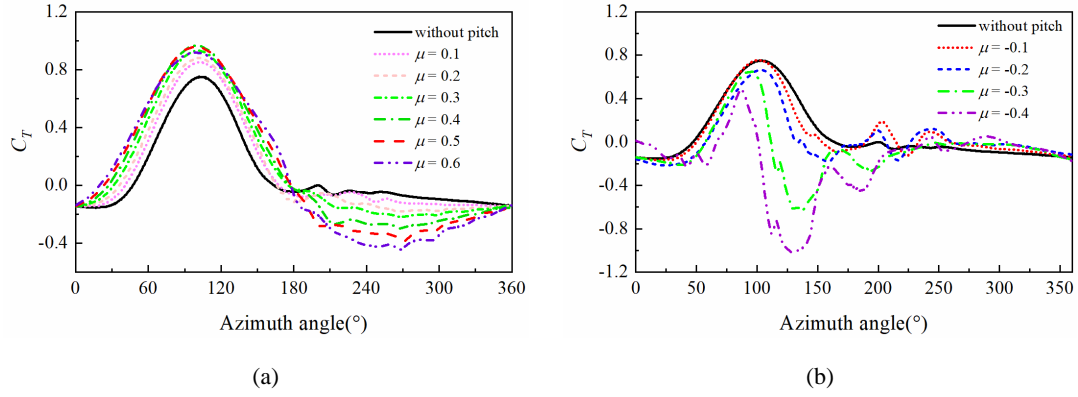 1.2
0.8
0.4
0.0
-0.4
C_T
0 60 120 180 240 300 360
Azimuth angle(°)
without pitch
μ = 0.1
μ = 0.2
μ = 0.3
μ = 0.4
μ = 0.5
μ = 0.6
(a)
1.2
0.8
0.4
0.0
-0.4
-0.8
-1.2
C_T
0 50 100 150 200 250 300 350
Azimuth angle(°)
without pitch
μ = -0.1
μ = -0.2
μ = -0.3
μ = -0.4
(b)